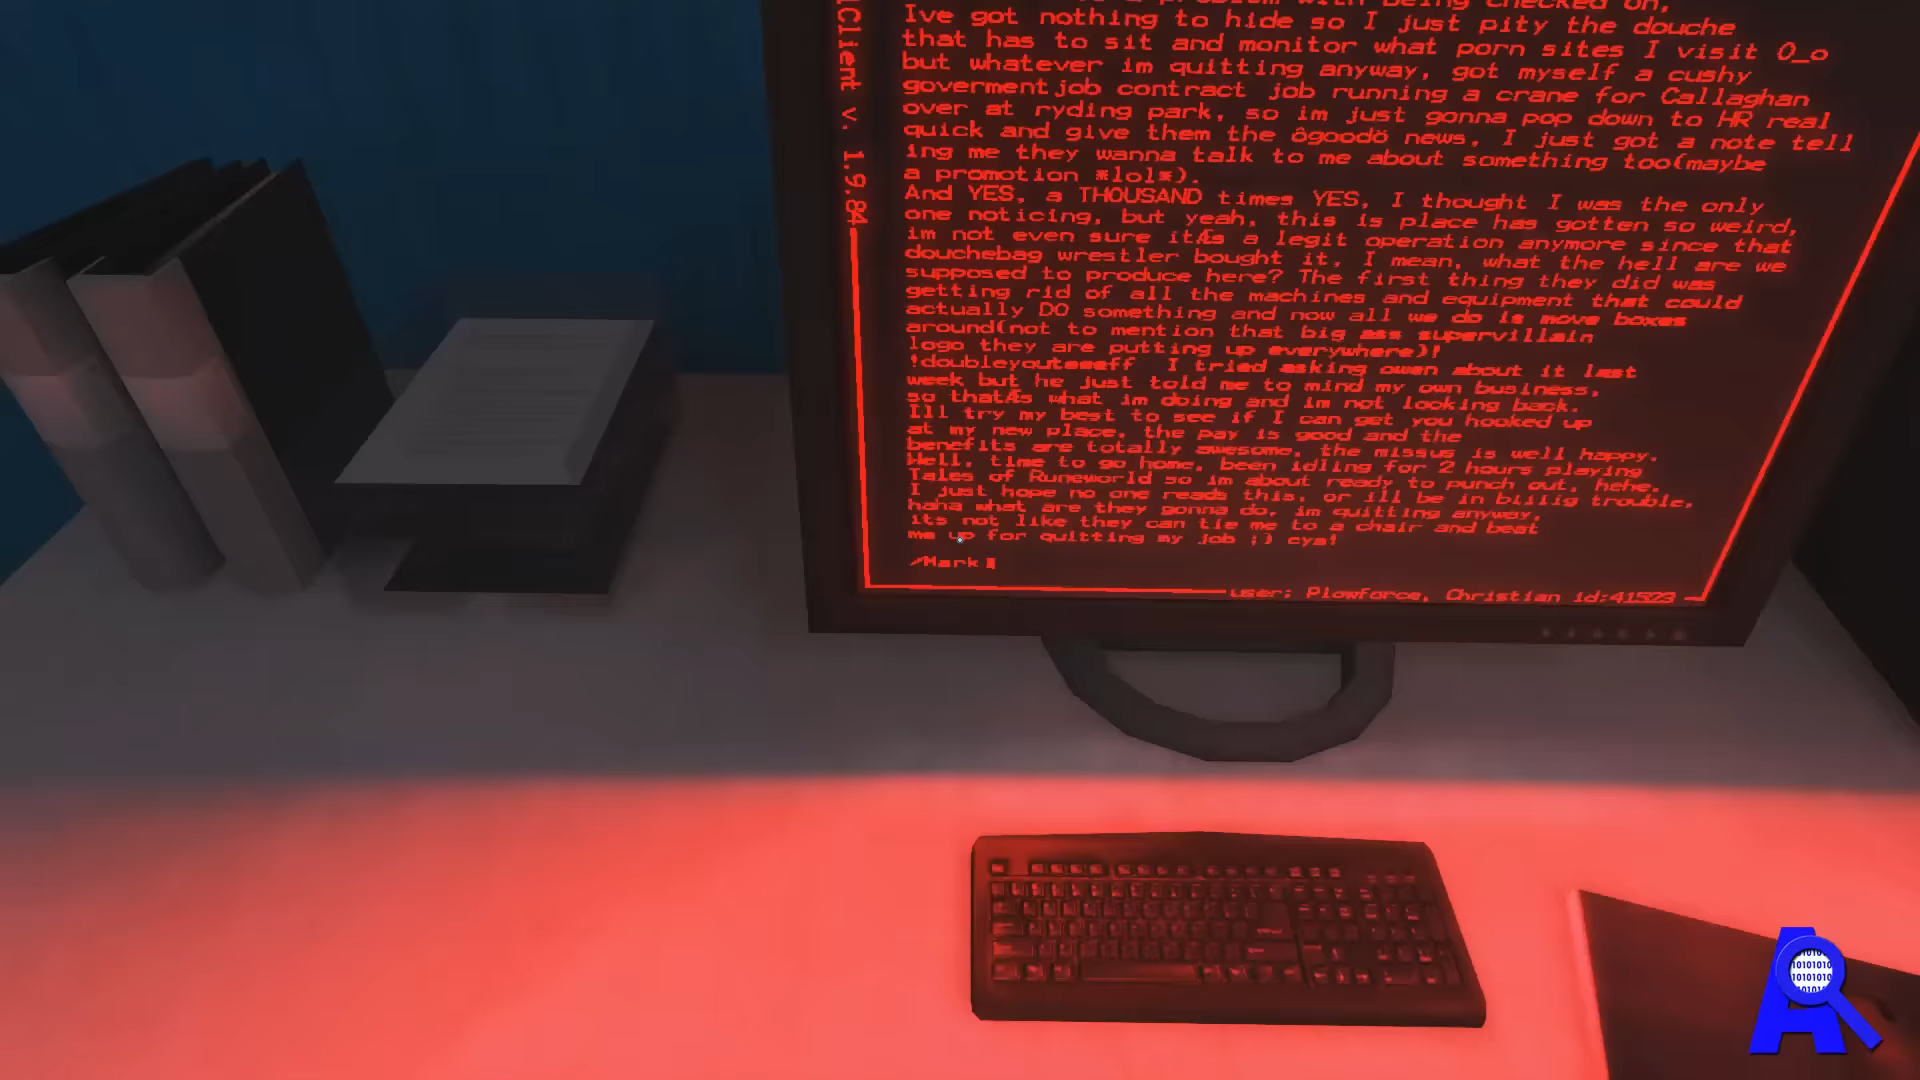 a problem with being checked on,
Ive got nothing to hide so I just pity the douche
that has to sit and monitor what porn sites I visit O_o
but whatever im quitting anyway, got myself a cushy
govermentjob contract job running a crane for Callaghan
over at ryding park, so im just gonna pop down to HR real
quick and give them the ôgoodö news, I just got a note tell
ing me they wanna talk to me about something too(maybe
a promotion *lol*).
And YES, a THOUSAND times YES, I thought I was the only
one noticing, but yeah, this is place has gotten so weird,
im not even sure itÆs a legit operation anymore since that
douchebag wrestler bought it, I mean, what the hell are we
supposed to produce here? The first thing they did was
getting rid of all the machines and equipment that could
actually DO something and now all we do is move boxes
around(not to mention that big ass supervillain
logo they are putting up everywhere)!
!doubleyouteeeff I tried asking owen about it last
week but he just told me to mind my own business,
so thatÆs what im doing and im not looking back.
Ill try my best to see if I can get you hooked up
at my new place, the pay is good and the
benefits are totally awesome, the missus is well happy.
Well, time to go home, been idling for 2 hours playing
Tales of Runeworld so im about ready to punch out, hehe.
I just hope no one reads this, or ill be in biiiig trouble,
haha what are they gonna do, im quitting anyway,
its not like they can tie me to a chair and beat
me up for quitting my job ;) cya!
/Mark
user: Plowforce, Christian id:41523
lClient v. 1.9.84